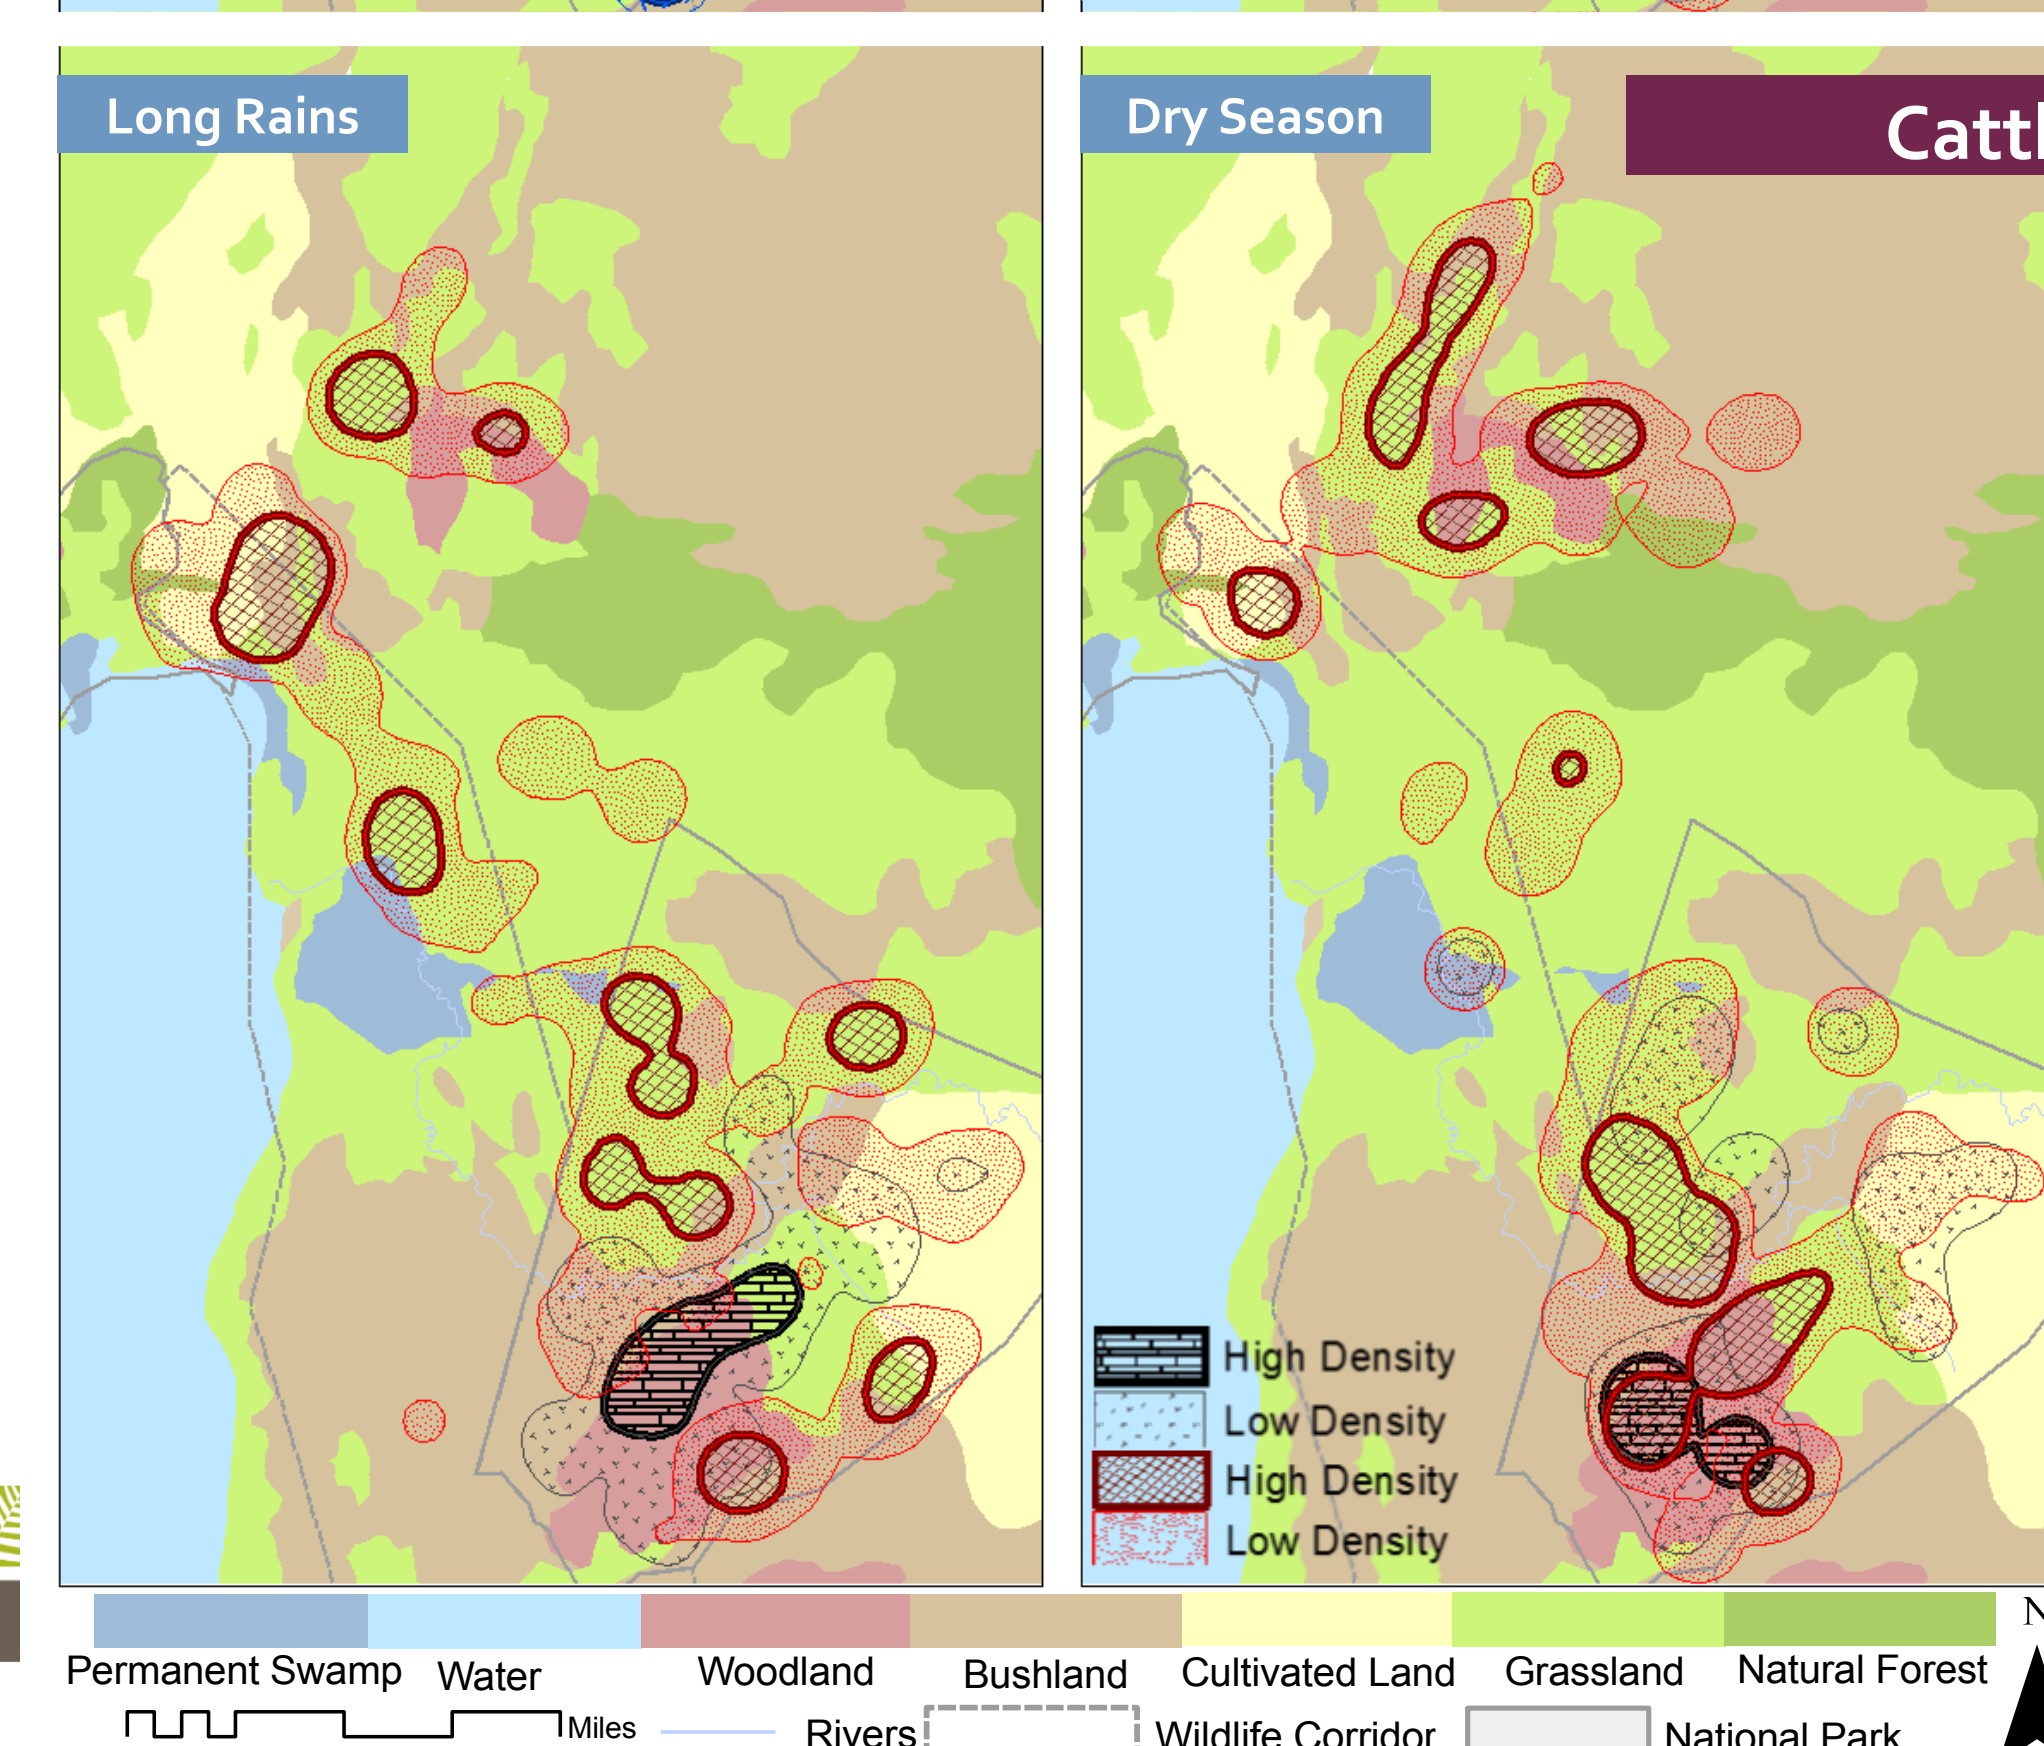 Long Rains
Dry Season
High Density
Low Density
High Density
Low Density
Permanent Swamp
Water
Woodland
Bushland
Cultivated Land
Grassland
Natural Forest
Miles
Rivers
Wildlife Corridor
National Park
N